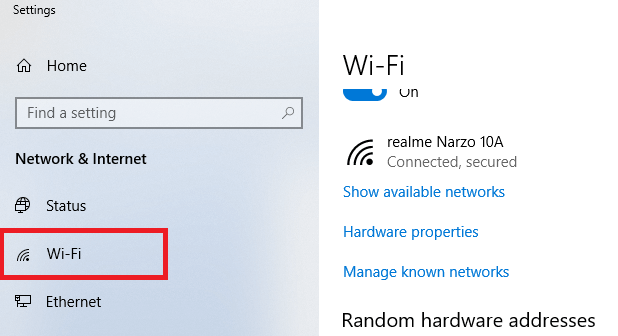 Settings
Home
Find a setting
Network & Internet
Status
Wi-Fi
Ethernet
Wi-Fi
On
realme Narzo 10A
Connected, secured
Show available networks
Hardware properties
Manage known networks
Random hardware addresses